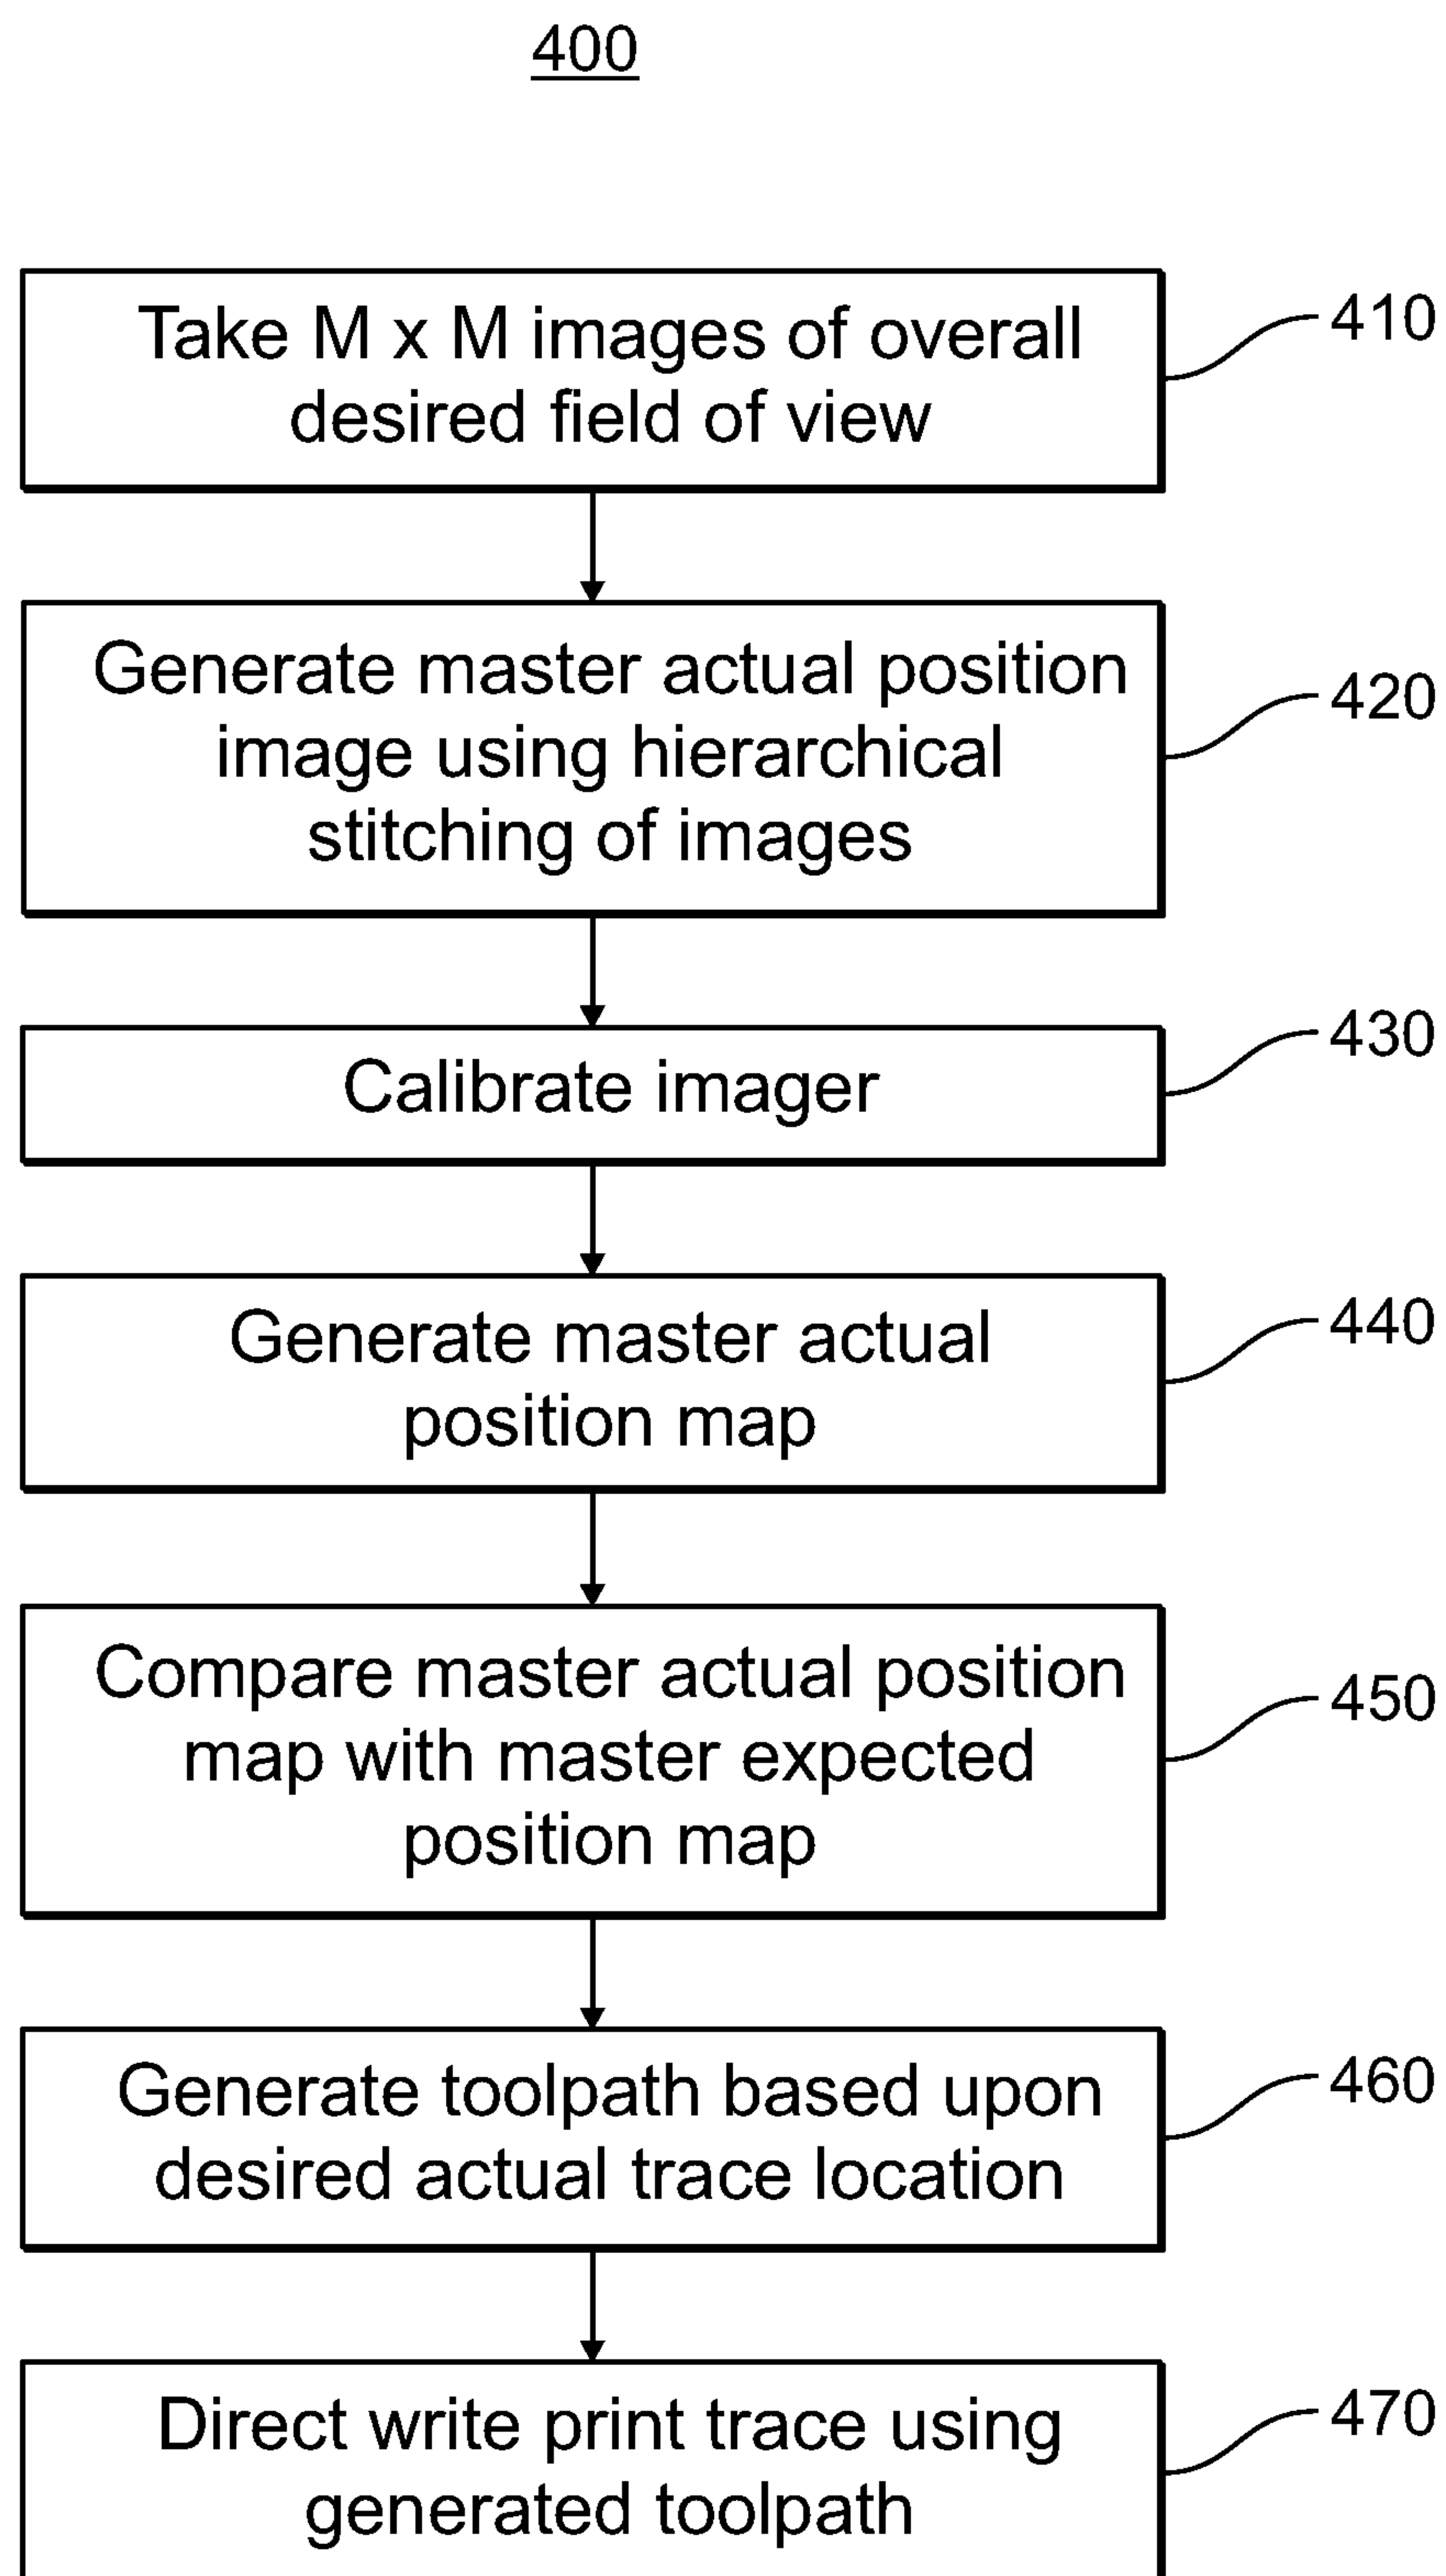 400
Take M x M images of overall
desired field of view
410
Generate master actual position
image using hierarchical
stitching of images
420
Calibrate imager
430
Generate master actual
position map
440
Compare master actual position
map with master expected
position map
450
Generate toolpath based upon
desired actual trace location
460
Direct write print trace using
generated toolpath
470